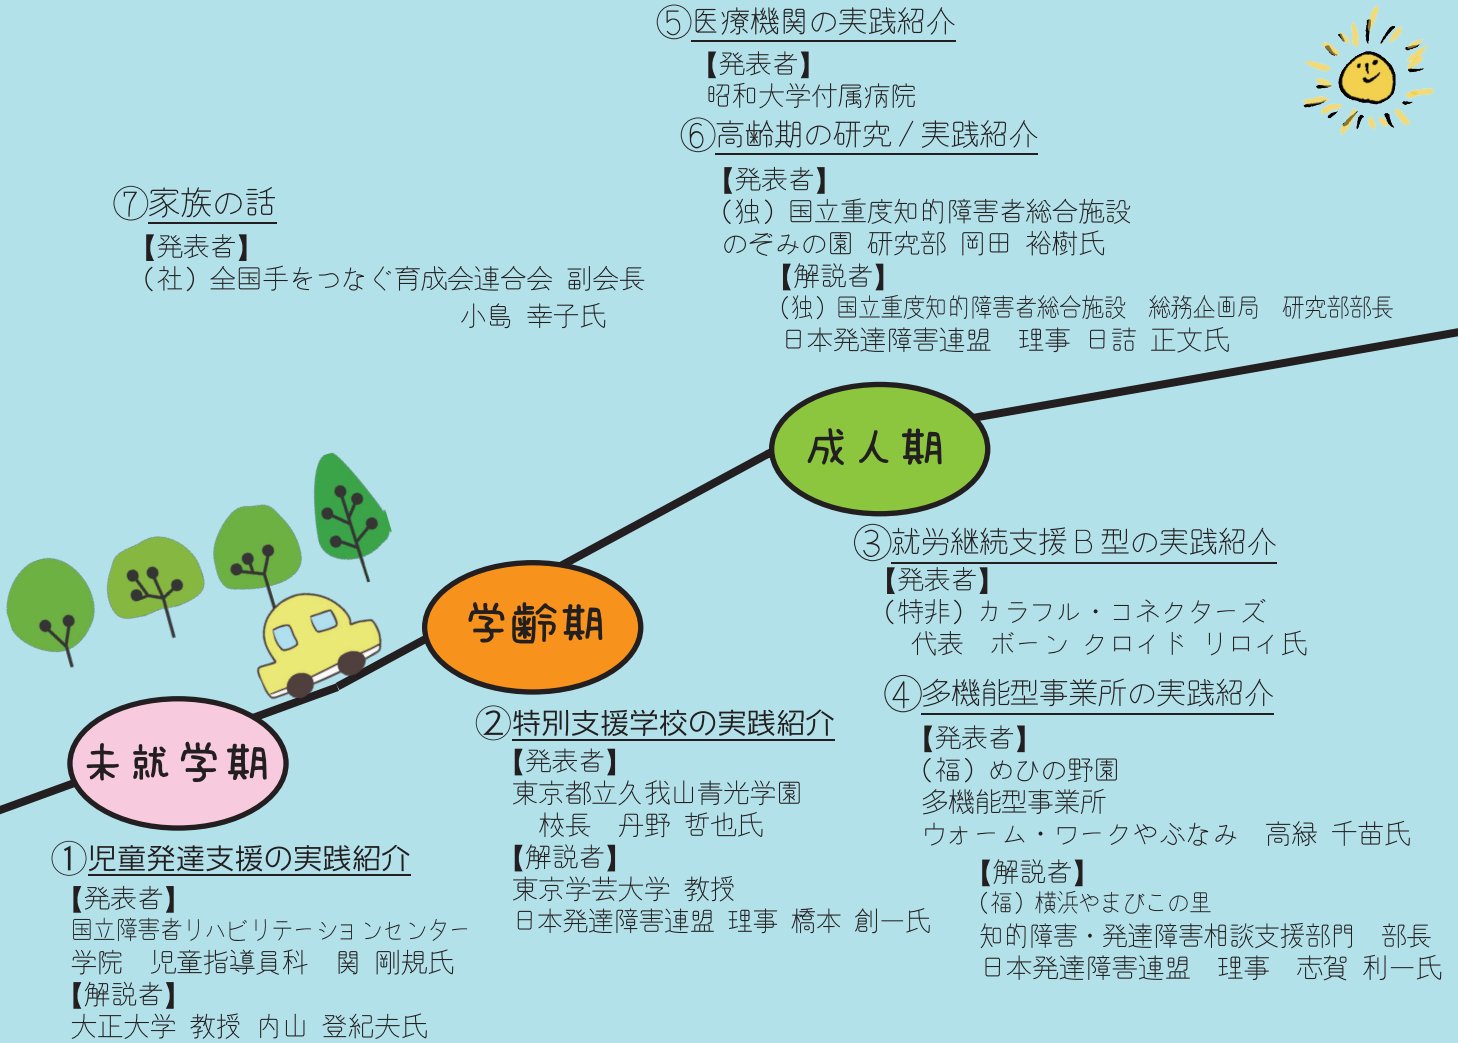 ⑤医療機関の実践紹介
【発表者】
昭和大学付属病院
⑥高齢期の研究/実践紹介
【発表者】
（独）国立重度知的障害者総合施設
のぞみの園 研究部 岡田 裕樹氏
【解説者】
（独）国立重度知的障害者総合施設　総務企画局　研究部部長
日本発達障害連盟　理事 日詰 正文氏
⑦家族の話
【発表者】
（社）全国手をつなぐ育成会連合会 副会長
小島 幸子氏
成人期
学齢期
未就学期
③就労継続支援B型の実践紹介
【発表者】
（特非）カラフル・コネクターズ
代表　ボーン クロイド リロイ氏
④多機能型事業所の実践紹介
【発表者】
（福）めひの野園
多機能型事業所
ウォーム・ワークやぶなみ　高緑 千苗氏
【解説者】
（福）横浜やまびこの里
知的障害・発達障害相談支援部門　部長
日本発達障害連盟　理事　志賀 利一氏
②特別支援学校の実践紹介
【発表者】
東京都立久我山青光学園
校長　丹野 哲也氏
【解説者】
東京学芸大学 教授
日本発達障害連盟 理事 橋本 創一氏
①児童発達支援の実践紹介
【発表者】
国立障害者リハビリテーションセンター
学院　児童指導員科　関 剛規氏
【解説者】
大正大学 教授 内山 登紀夫氏